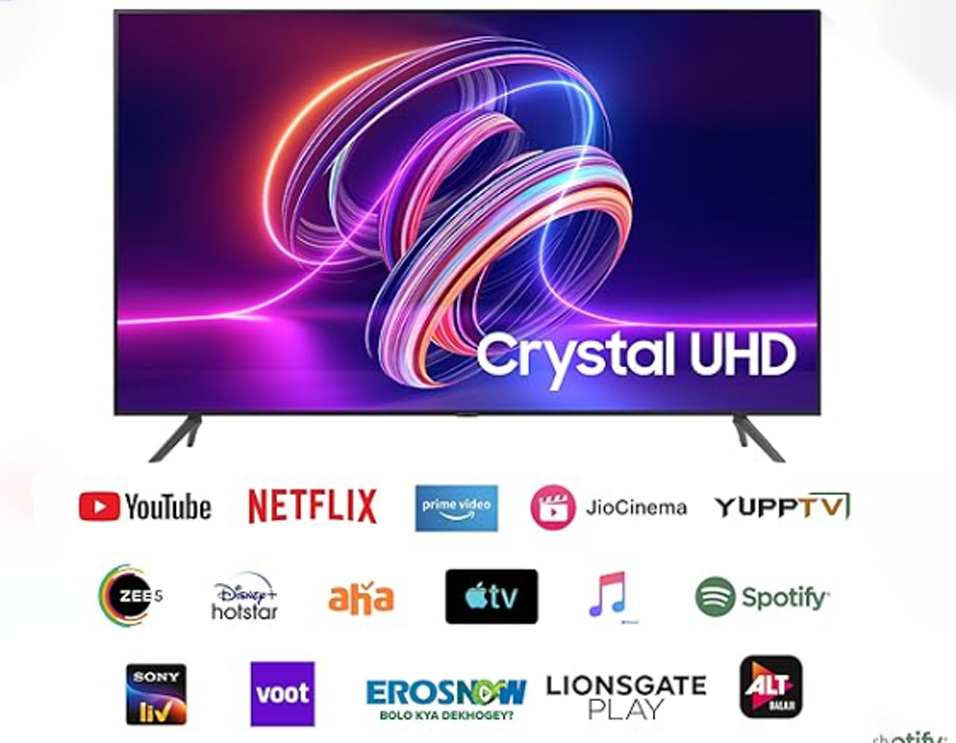 Crystal UHD
YouTube NETFLIX prime video JioCinema YUPPTV
ZEE5 Disney+ hotstar aha tv Spotify
SONY liv voot EROSNOW LIONSGATE PLAY ALT BALAJI
BOLO KYA DEKHOGEY?